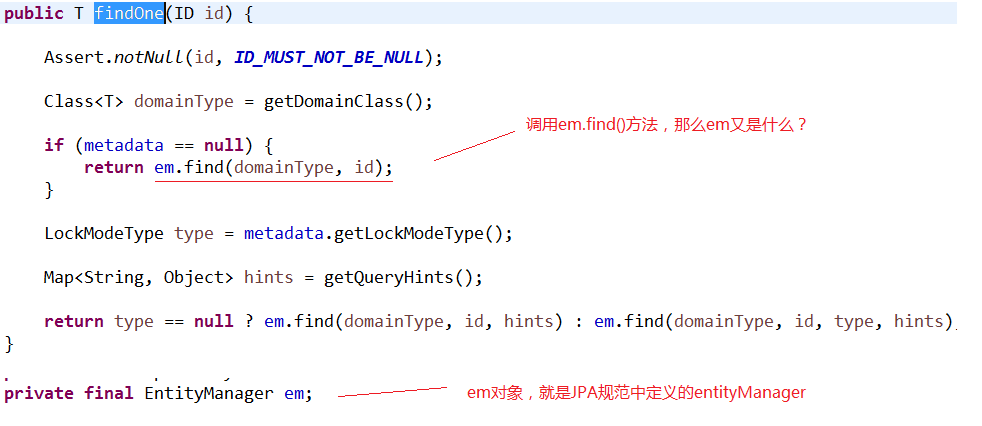 public T findOne(ID id) {
Assert.notNull(id, ID_MUST_NOT_BE_NULL);
Class<T> domainType = getDomainClass();
调用em.find()方法，那么em又是什么？
if (metadata == null) {
return em.find(domainType, id);
}
LockModeType type = metadata.getLockModeType();
Map<String, Object> hints = getQueryHints();
return type == null ? em.find(domainType, id, hints) : em.find(domainType, id, type, hints)
}
private final EntityManager em;
em对象，就是JPA规范中定义的entityManager